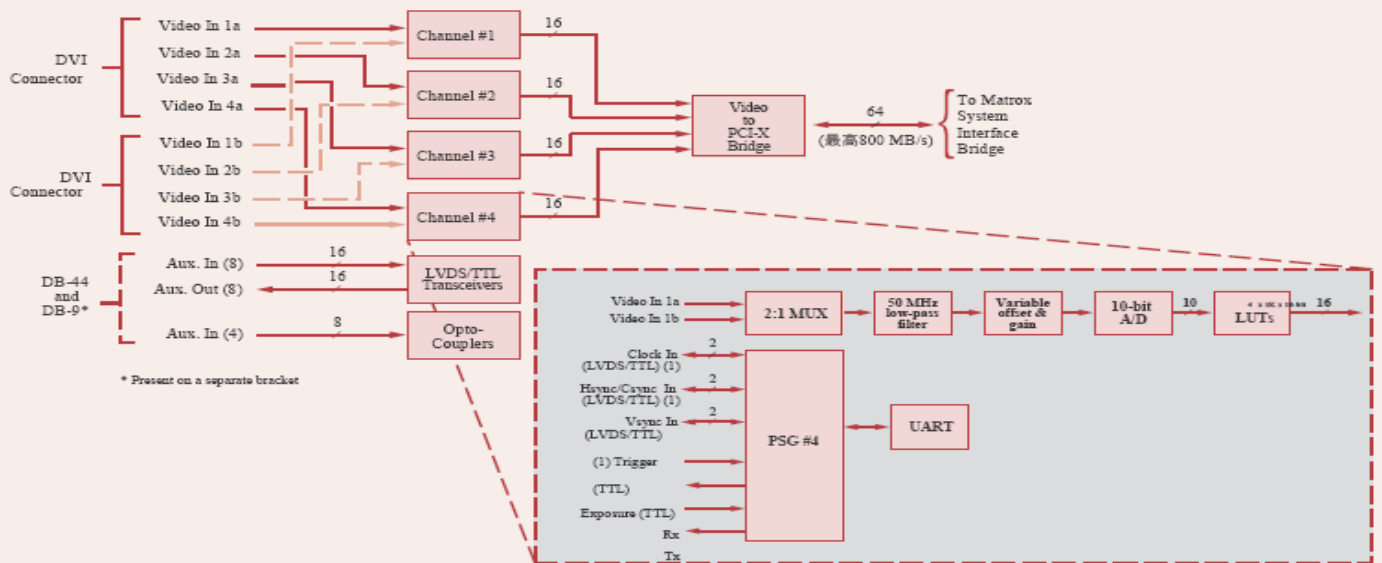 DVI
Connector
Video In 1a
Video In 2a
Video In 3a
Video In 4a
DVI
Connector
Video In 1b
Video In 2b
Video In 3b
Video In 4b
DB-44
and
DB-9*
Aux. In (8)
16
Aux. Out (8)
16
Aux. In (4)
8
* Present on a separate bracket
Channel #1
16
Channel #2
16
Channel #3
16
Channel #4
16
LVDS/TTL
Transceivers
Opto-
Couplers
Video
to
PCI-X
Bridge
64
(最高800 MB/s)
To Matrox
System
Interface
Bridge
Video In 1a
Video In 1b
2:1 MUX
50 MHz
low-pass
filter
Variable
offset &
gain
10-bit
A/D
10
LUTs
16
Clock In
(LVDS/TTL) (1)
2
Hsync/Csync In
(LVDS/TTL) (1)
2
Vsync In
(LVDS/TTL)
2
(1) Trigger
(TTL)
Exposure (TTL)
Rx
Tx
PSG #4
UART